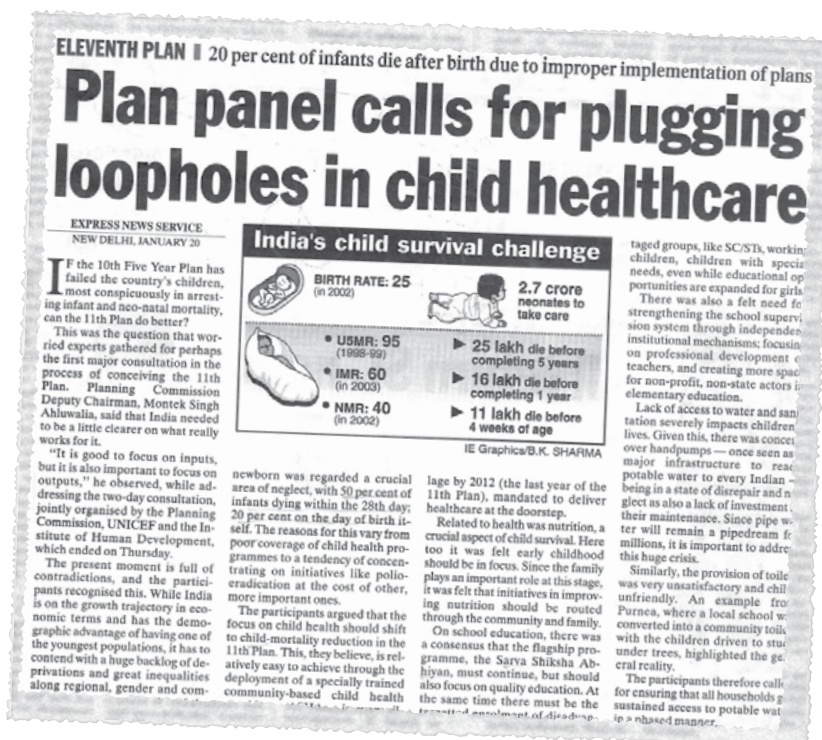 ELEVENTH PLAN ❚ 20 per cent of infants die after birth due to improper implementation of plans
Plan panel calls for plugging
loopholes in child healthcare
EXPRESS NEWS SERVICE
NEW DELHI, JANUARY 20
IF the 10th Five Year Plan has
failed the country's children,
most conspicuously in arrest-
ing infant and neo-natal mortality,
can the 11th Plan do better?
This was the question that wor-
ried experts gathered for perhaps
the first major consultation in the
process of conceiving the 11th
Plan. Planning Commission
Deputy Chairman, Montek Singh
Ahluwalia, said that India needed
to be a little clearer on what really
works for it.
"It is good to focus on inputs,
but it is also important to focus on
outputs," he observed, while ad-
dressing the two-day consultation,
jointly organised by the Planning
Commission, UNICEF and the In-
stitute of Human Development,
which ended on Thursday.
The present moment is full of
contradictions, and the partici-
pants recognised this. While India
is on the growth trajectory in eco-
nomic terms and has the demo-
graphic advantage of having one of
the youngest populations, it has to
contend with a huge backlog of de-
privations and great inequalities
along regional, gender and com-
India's child survival challenge
BIRTH RATE: 25
(in 2002)
2.7 crore
neonates to
take care
• U5MR: 95
(1998-99)
• IMR: 60
(in 2003)
• NMR: 40
(in 2002)
▶ 25 lakh die before
completing 5 years
▶ 16 lakh die before
completing 1 year
▶ 11 lakh die before
4 weeks of age
IE Graphics/B.K. SHARMA
newborn was regarded a crucial
area of neglect, with 50 per cent of
infants dying within the 28th day;
20 per cent on the day of birth it-
self. The reasons for this vary from
poor coverage of child health pro-
grammes to a tendency of concen-
trating on initiatives like polio-
eradication at the cost of other,
more important ones.
The participants argued that the
focus on child health should shift
to child-mortality reduction in the
11th Plan. This, they believe, is rel-
atively easy to achieve through the
deployment of a specially trained
community-based child health
lage by 2012 (the last year of the
11th Plan), mandated to deliver
healthcare at the doorstep.
Related to health was nutrition, a
crucial aspect of child survival. Here
too it was felt early childhood
should be in focus. Since the family
plays an important role at this stage,
it was felt that initiatives in improv-
ing nutrition should be routed
through the community and family.
On school education, there was
a consensus that the flagship pro-
gramme, the Sarva Shiksha Ab-
hiyan, must continue, but should
also focus on quality education. At
the same time there must be the
targetted enrolment of disadvan-
taged groups, like SC/STs, workin
children, children with specia
needs, even while educational op
portunities are expanded for girls.
There was also a felt need fo
strengthening the school supervi
sion system through independen
institutional mechanisms; focusin
on professional development
teachers, and creating more spac
for non-profit, non-state actors i
elementary education.
Lack of access to water and san
tation severely impacts children
lives. Given this, there was concer
over handpumps — once seen as
major infrastructure to reac
potable water to every Indian –
being in a state of disrepair and n
glect as also a lack of investment
their maintenance. Since pipe w
ter will remain a pipedream f
millions, it is important to addre
this huge crisis.
Similarly, the provision of toile
was very unsatisfactory and chil
unfriendly. An example fro
Purnea, where a local school w
converted into a community toil
with the children driven to stu
under trees, highlighted the ge
eral reality.
The participants therefore call
for ensuring that all households g
sustained access to potable wat
in a phased manner.